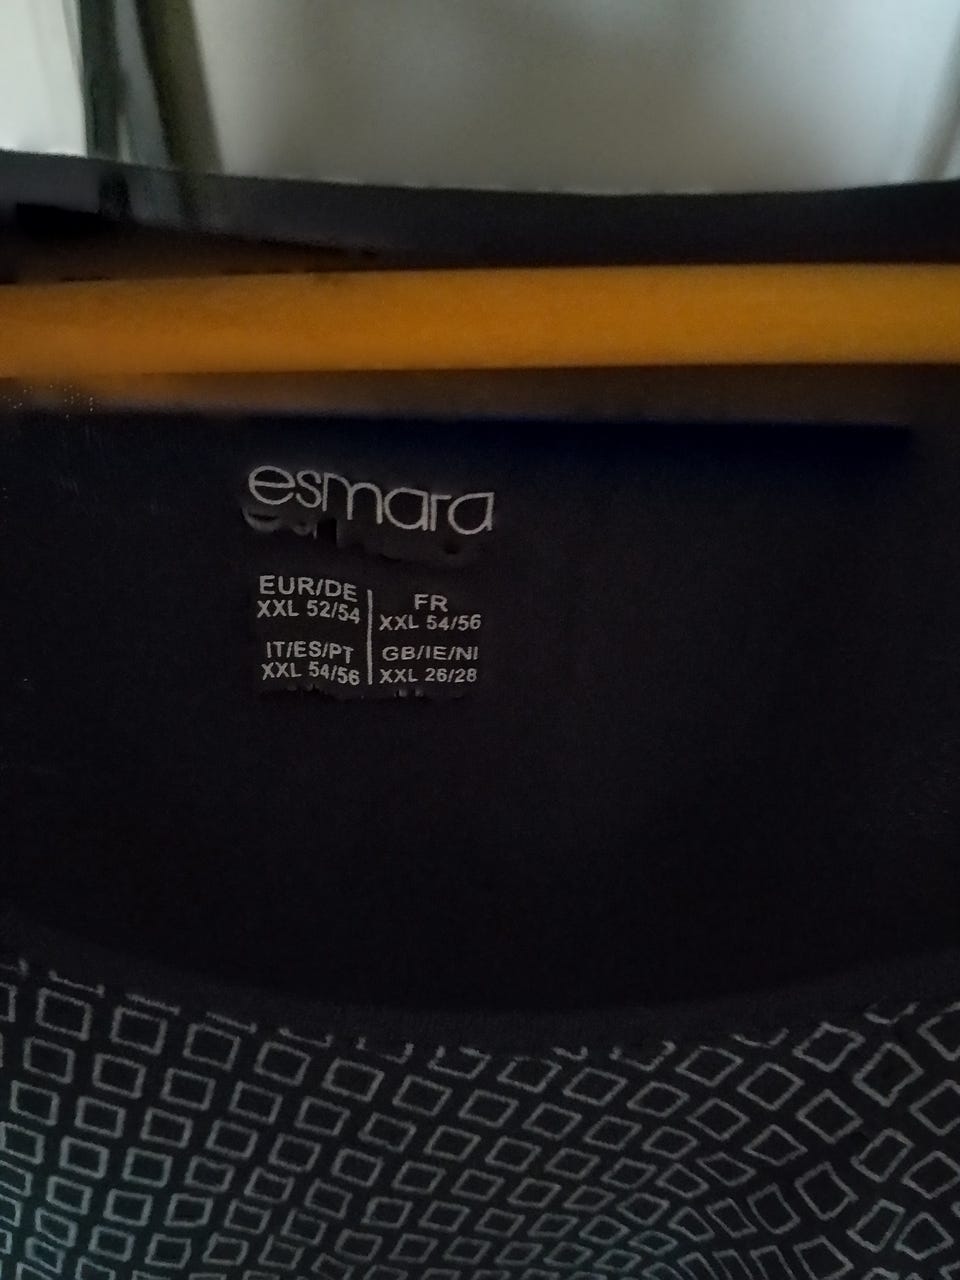 esmara
EUR/DE
XXL 52/54
FR
XXL 54/56
IT/ES/PT
XXL 54/56
GB/IE/NI
XXL 26/28